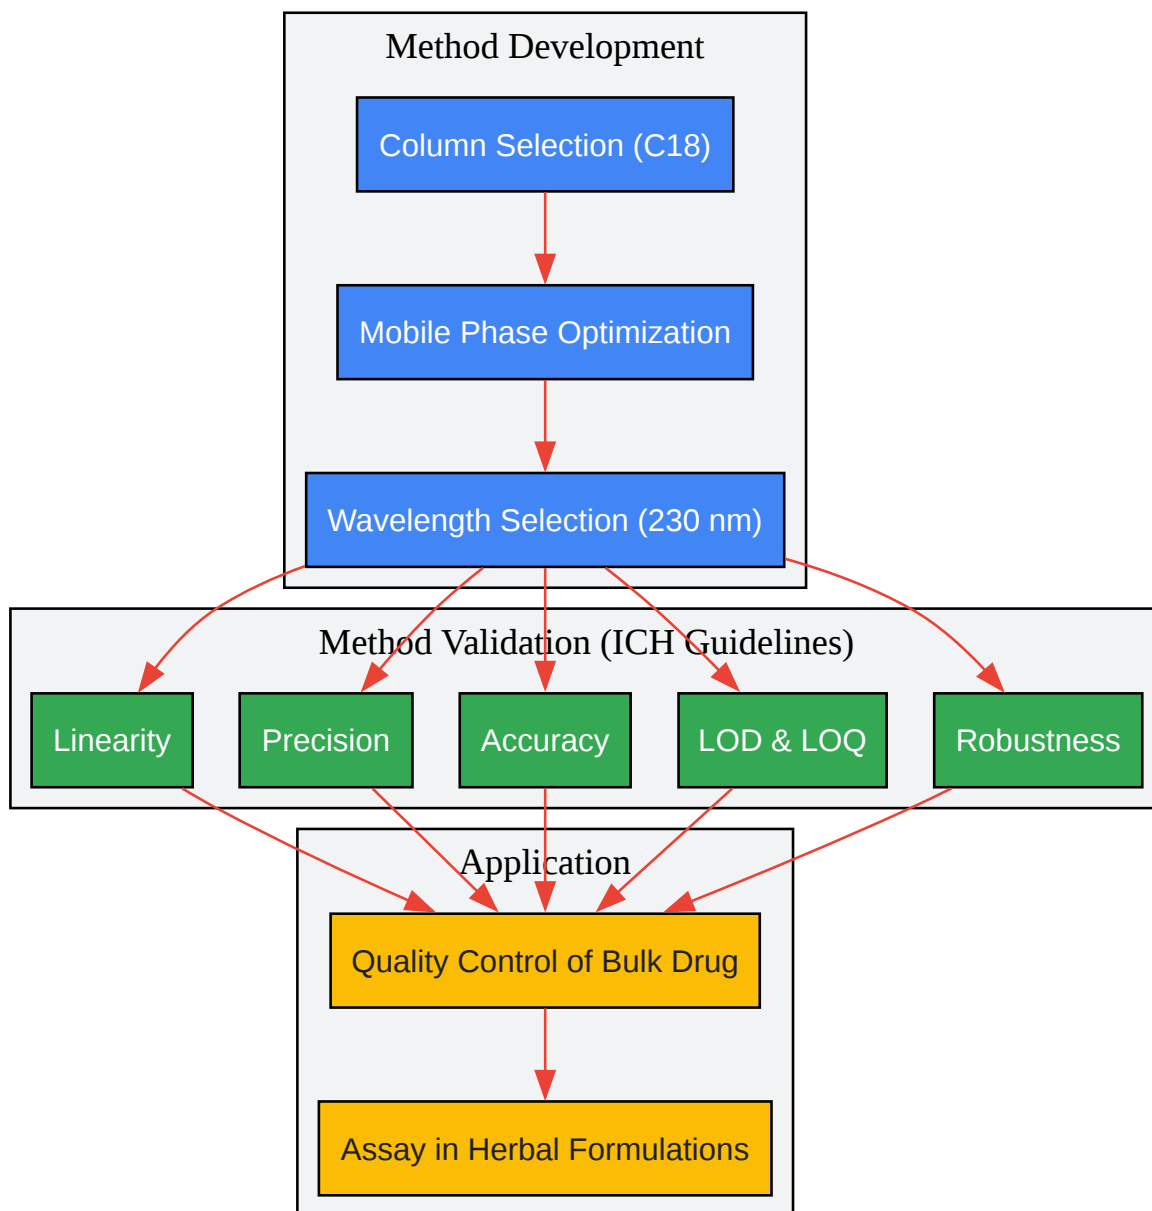 Method Development
Column Selection (C18)
Mobile Phase Optimization
Wavelength Selection (230 nm)
Method Validation (ICH Guidelines)
Linearity
Precision
Accuracy
LOD & LOQ
Robustness
Application
Quality Control of Bulk Drug
Assay in Herbal Formulations